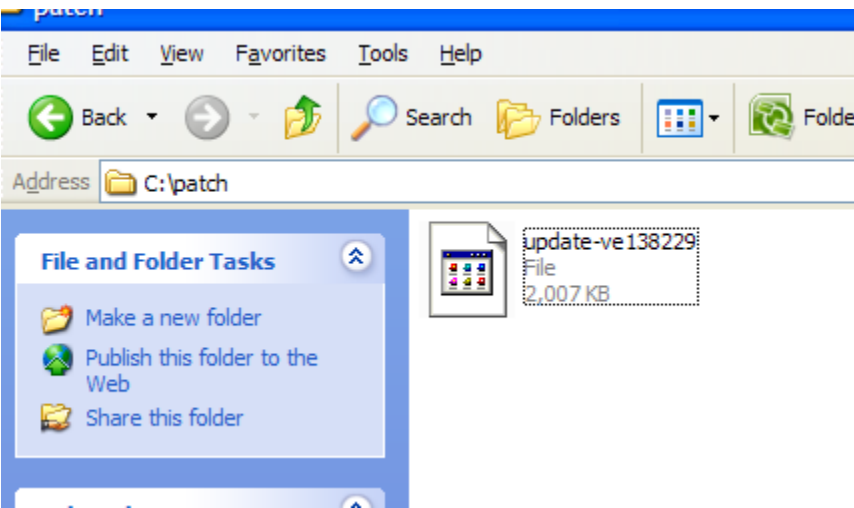 patch
File Edit View Favorites Tools Help
Back Search Folders Folde
Address C:\patch
File and Folder Tasks
Make a new folder
Publish this folder to the
Web
Share this folder
update-ve138229
File
2,007 KB